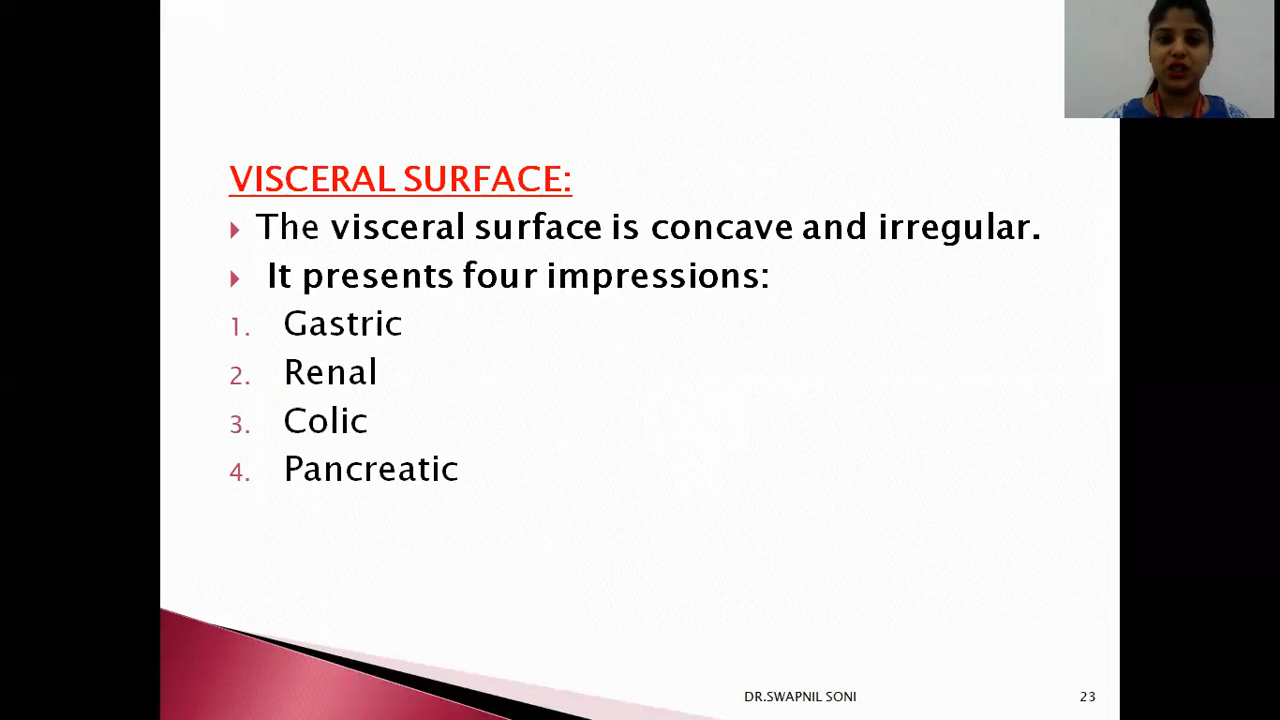 VISCERAL SURFACE:
The visceral surface is concave and irregular.
It presents four impressions:
1. Gastric
2. Renal
3. Colic
4. Pancreatic
DR.SWAPNIL SONI 23